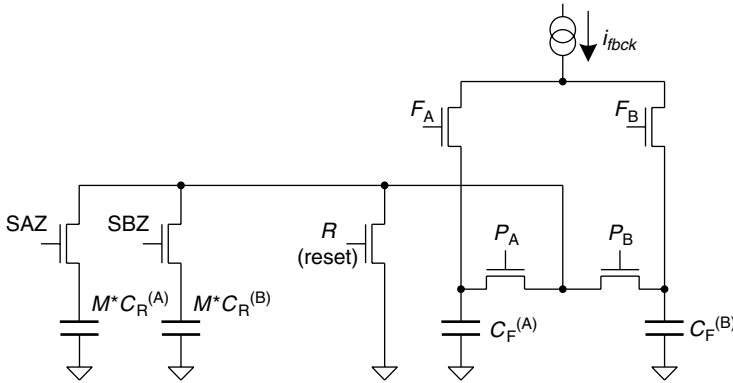 i_fbck
F_A
F_B
SAZ
SBZ
R
(reset)
P_A
P_B
M*C_R^(A)
M*C_R^(B)
C_F^(A)
C_F^(B)